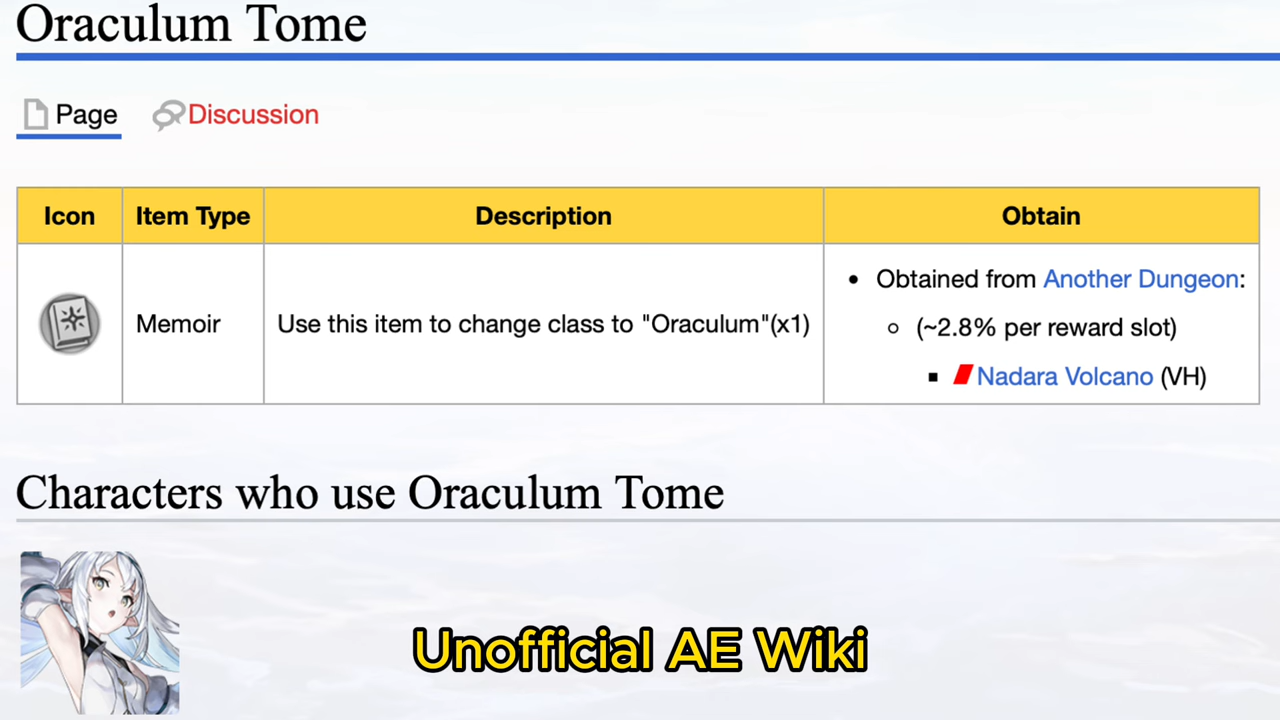 Oraculum Tome
Page
Discussion
Icon
Item Type
Description
Obtain
Memoir
Use this item to change class to "Oraculum"(x1)
Obtained from Another Dungeon:
(~2.8% per reward slot)
Nadara Volcano (VH)
Characters who use Oraculum Tome
Unofficial AE Wiki